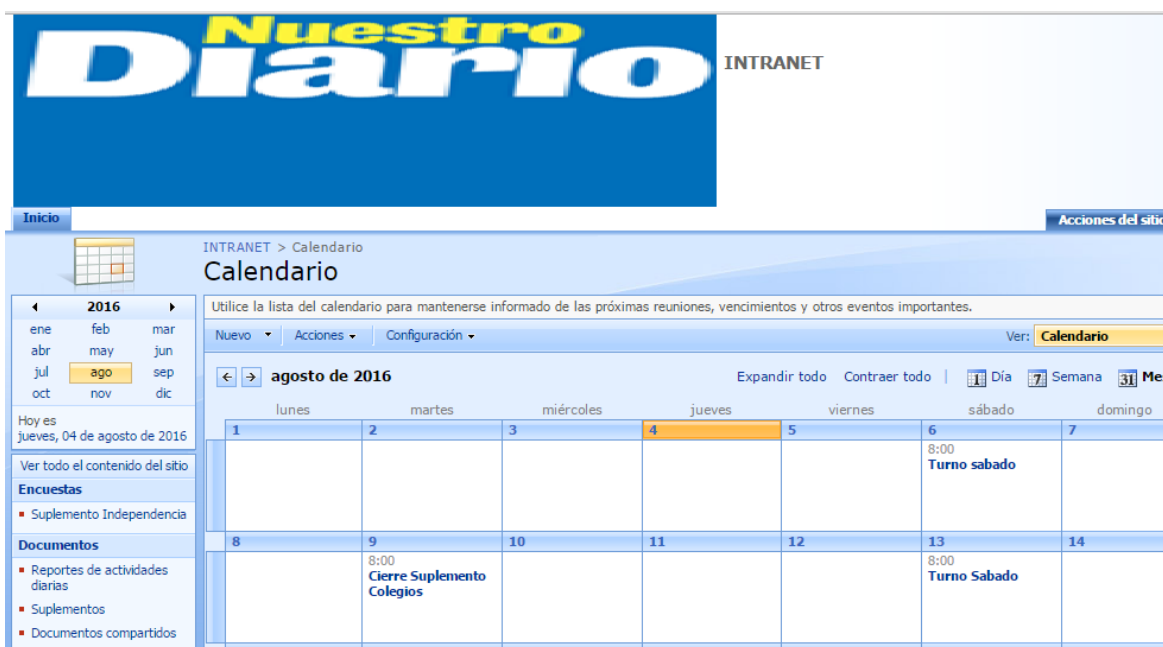 Nuestro
Diario
INTRANET
Inicio
Acciones del sitio
INTRANET > Calendario
Calendario
2016
ene feb mar
abr may jun
jul ago sep
oct nov dic
Hoy es
jueves, 04 de agosto de 2016
Ver todo el contenido del sitio
Encuestas
Suplemento Independencia
Documentos
Reportes de actividades
diarias
Suplementos
Documentos compartidos
Utilice la lista del calendario para mantenerse informado de las próximas reuniones, vencimientos y otros eventos importantes.
Nuevo Acciones Configuración Ver: Calendario
agosto de 2016 Expandir todo Contraer todo | 1 Día 7 Semana 31 Me
lunes martes miércoles jueves viernes sábado domingo
1 2 3 4 5 6 7
8:00
Turno sabado
8 9 10 11 12 13 14
8:00 8:00
Cierre Suplemento Turno Sabado
Colegios